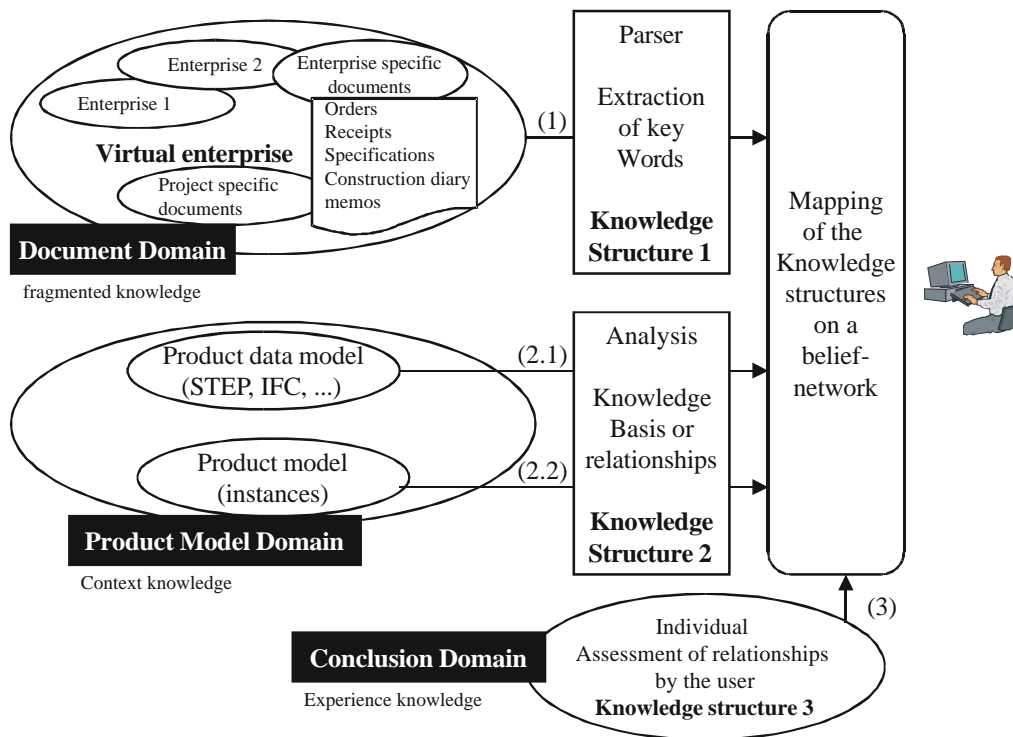 Enterprise 2
Enterprise 1
Enterprise specific
documents
Orders
Receipts
Specifications
Construction diary
memos
Virtual enterprise
Project specific
documents
Document Domain
fragmented knowledge
(1)
Parser
Extraction
of key
Words
Knowledge
Structure 1
Product data model
(STEP, IFC, ...)
Product model
(instances)
Product Model Domain
Context knowledge
(2.1)
(2.2)
Analysis
Knowledge
Basis or
relationships
Knowledge
Structure 2
Mapping
of the
Knowledge
structures
on a
belief-
network
(3)
Conclusion Domain
Experience knowledge
Individual
Assessment of relationships
by the user
Knowledge structure 3